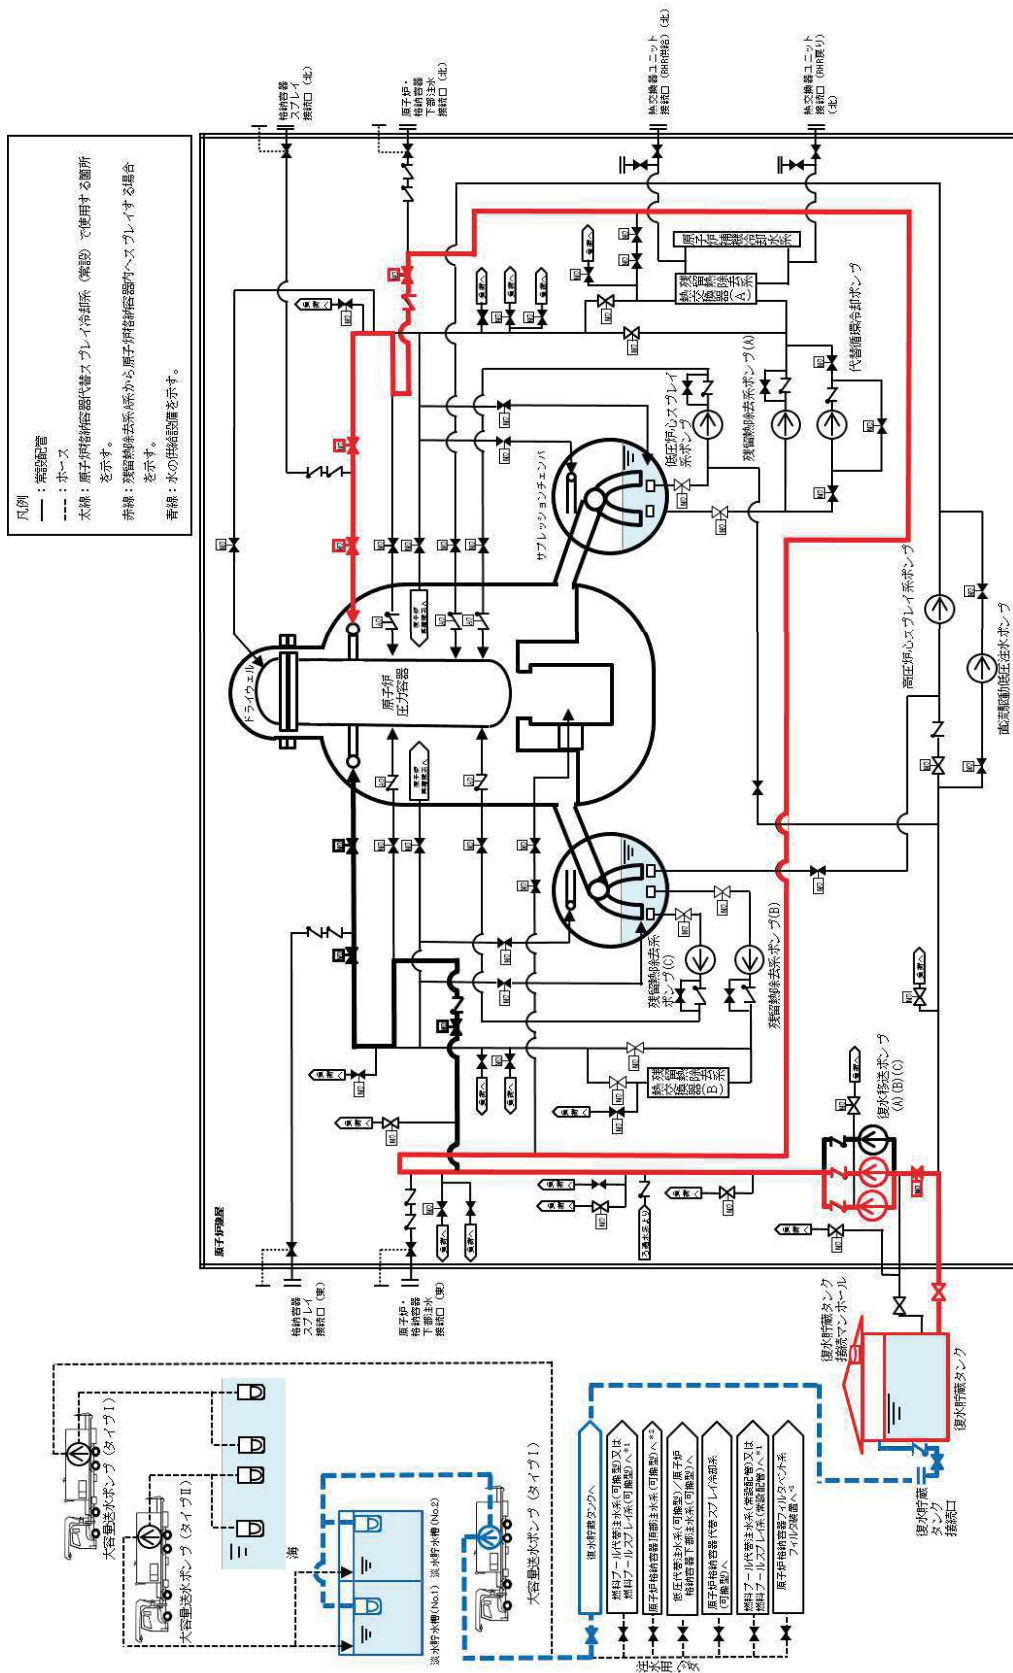 凡例
━━：常設配管
---：ホース
太線：原子炉格納容器代替スプレイ冷却系（常設）で使用する箇所
を示す。
赤線：残留熱除去系A系から原子炉格納容器内へスプレイする場合
を示す。
青線：水の供給設備を示す。
格納容器
スプレイ
接続口（北）
原子炉・
格納容器
下部注水
接続口（北）
熱交換器ユニット
接続口（RHR供給）（北）
熱交換器ユニット
接続口（RHR戻り）
（北）
原子炉補機冷却水系
残留熱除去系
熱交換器
(A)
代替循環冷却ポンプ
残留熱除去系ポンプ(A)
低圧炉心スプレイ
系ポンプ
サプレッションチェンバ
ドライウェル
原子炉
圧力容器
高圧炉心スプレイ系ポンプ
直流駆動低圧注水ポンプ
残留熱除去系
ポンプ(C)
残留熱除去系ポンプ(B)
残留熱除去系
熱交換器
(B)
復水移送ポンプ
(A)(B)(C)
ろ過水系より
原子炉建屋
格納容器
スプレイ
接続口（東）
原子炉・
格納容器
下部注水
接続口（東）
復水貯蔵タンク
接続マンホール
復水貯蔵タンク
復水貯蔵
タンク
接続口
大容量送水ポンプ（タイプⅠ）
大容量送水ポンプ（タイプⅡ）
海
淡水貯水槽(No.1)
淡水貯水槽(No.2)
大容量送水ポンプ（タイプⅠ）
復水貯蔵タンクへ
燃料プール代替注水系(可搬型)又は
燃料プールスプレイ系(可搬型)へ*1
原子炉格納容器頂部注水系(可搬型)へ*2
低圧代替注水系(可搬型)/原子炉
格納容器下部注水系(可搬型)へ
原子炉格納容器代替スプレイ冷却系
(可搬型)へ
燃料プール代替注水系(常設配管)又は
燃料プールスプレイ系(常設配管)へ*1
原子炉格納容器フィルタベント系
フィルタ装置へ*3
注水用ヘッダ